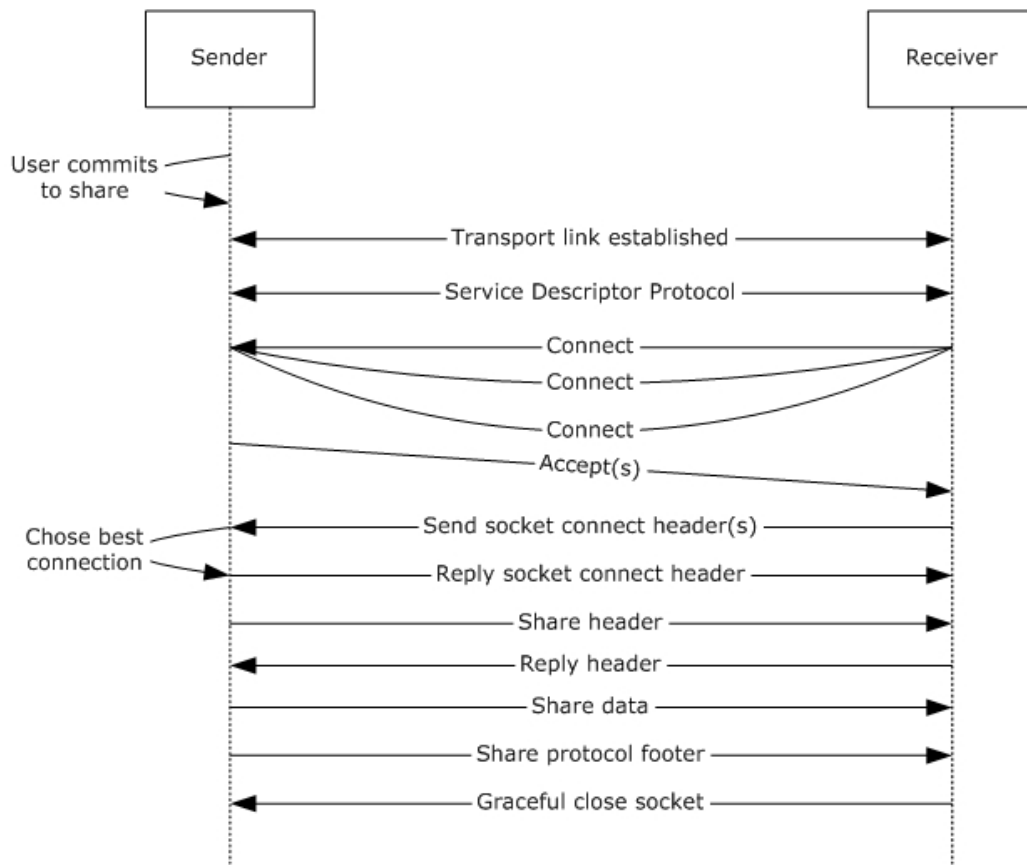 Sender
Receiver
User commits
to share
Transport link established
Service Descriptor Protocol
Connect
Connect
Connect
Accept(s)
Send socket connect header(s)
Chose best
connection
Reply socket connect header
Share header
Reply header
Share data
Share protocol footer
Graceful close socket